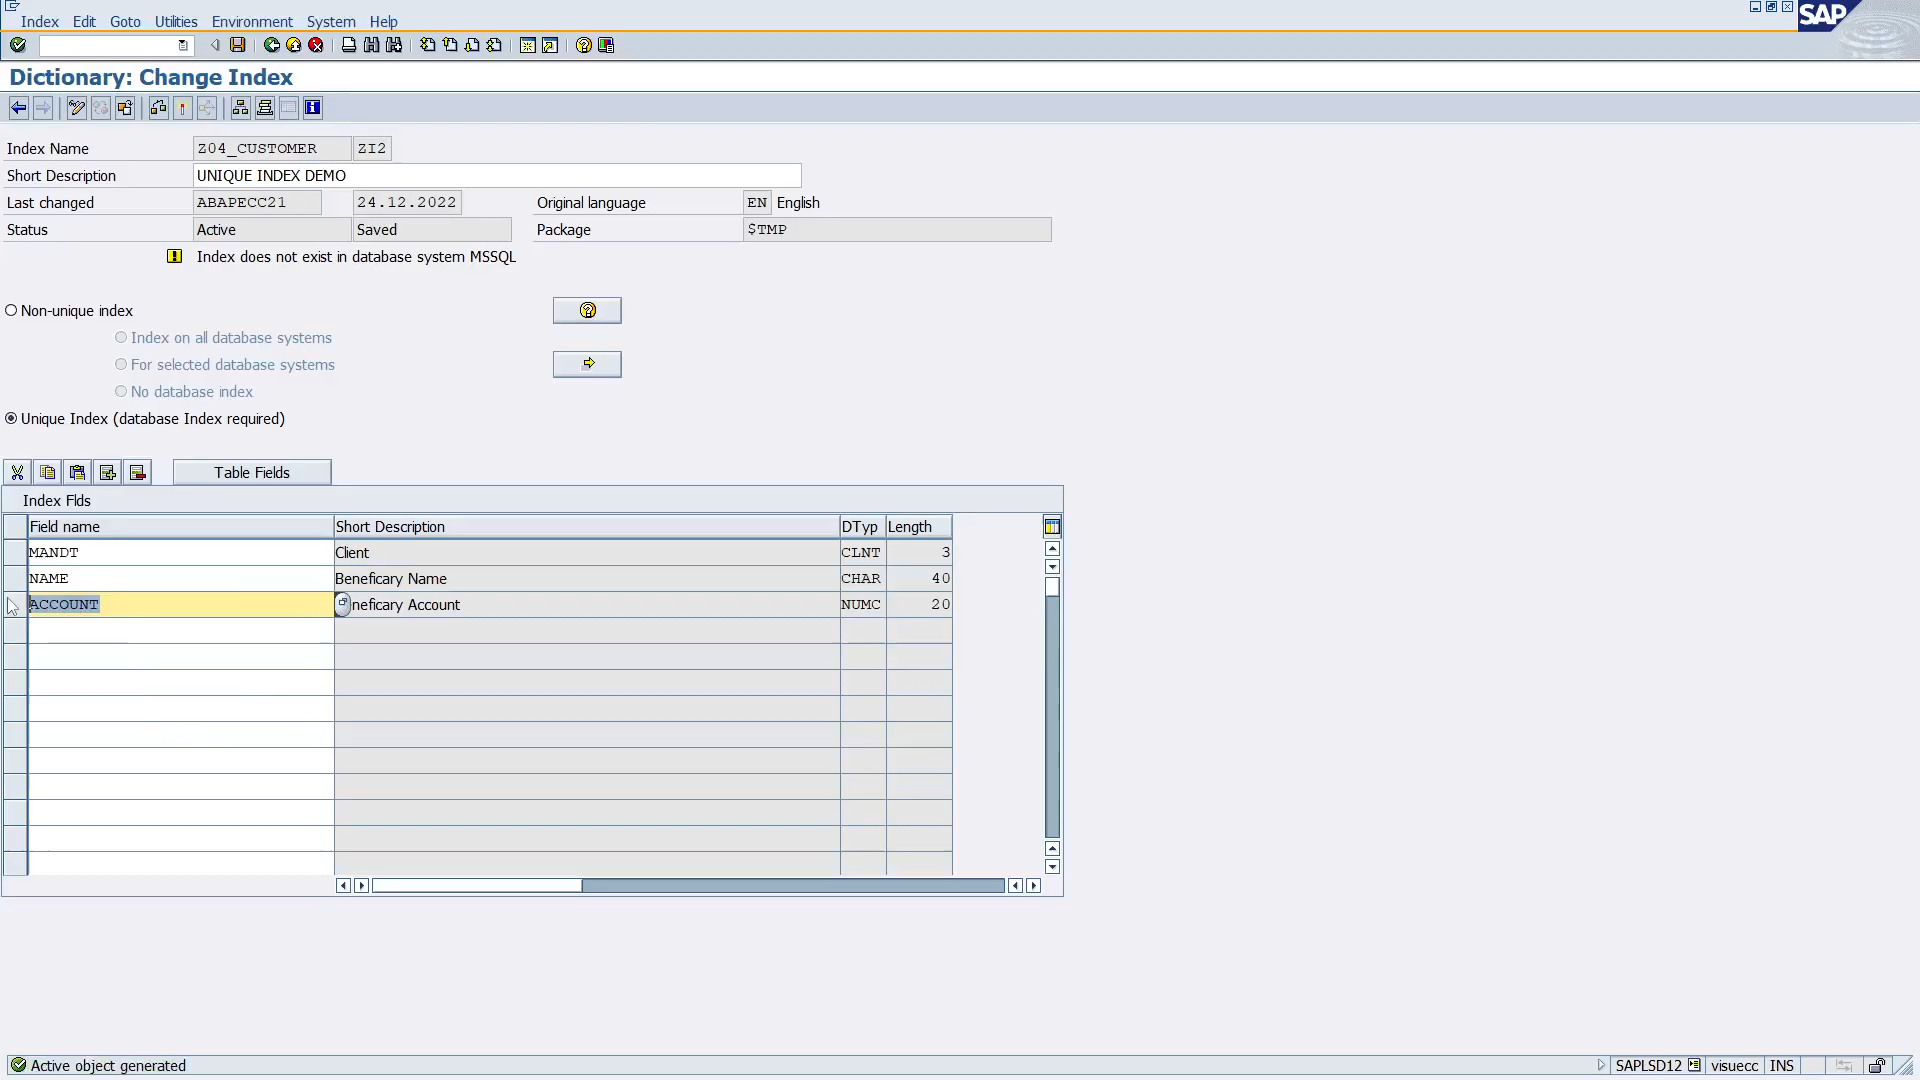 Index Edit Goto Utilities Environment System Help
SAP
Dictionary: Change Index
Index Name Z04_CUSTOMER ZI2
Short Description UNIQUE INDEX DEMO
Last changed ABAPECC21 24.12.2022 Original language EN English
Status Active Saved Package $TMP
Index does not exist in database system MSSQL
Non-unique index
Index on all database systems
For selected database systems
No database index
Unique Index (database Index required)
Table Fields
Index Flds
Field name Short Description DTyp Length
MANDT Client CLNT 3
NAME Beneficary Name CHAR 40
ACCOUNT neficary Account NUMC 20
Active object generated SAPLSD12 visuecc INS